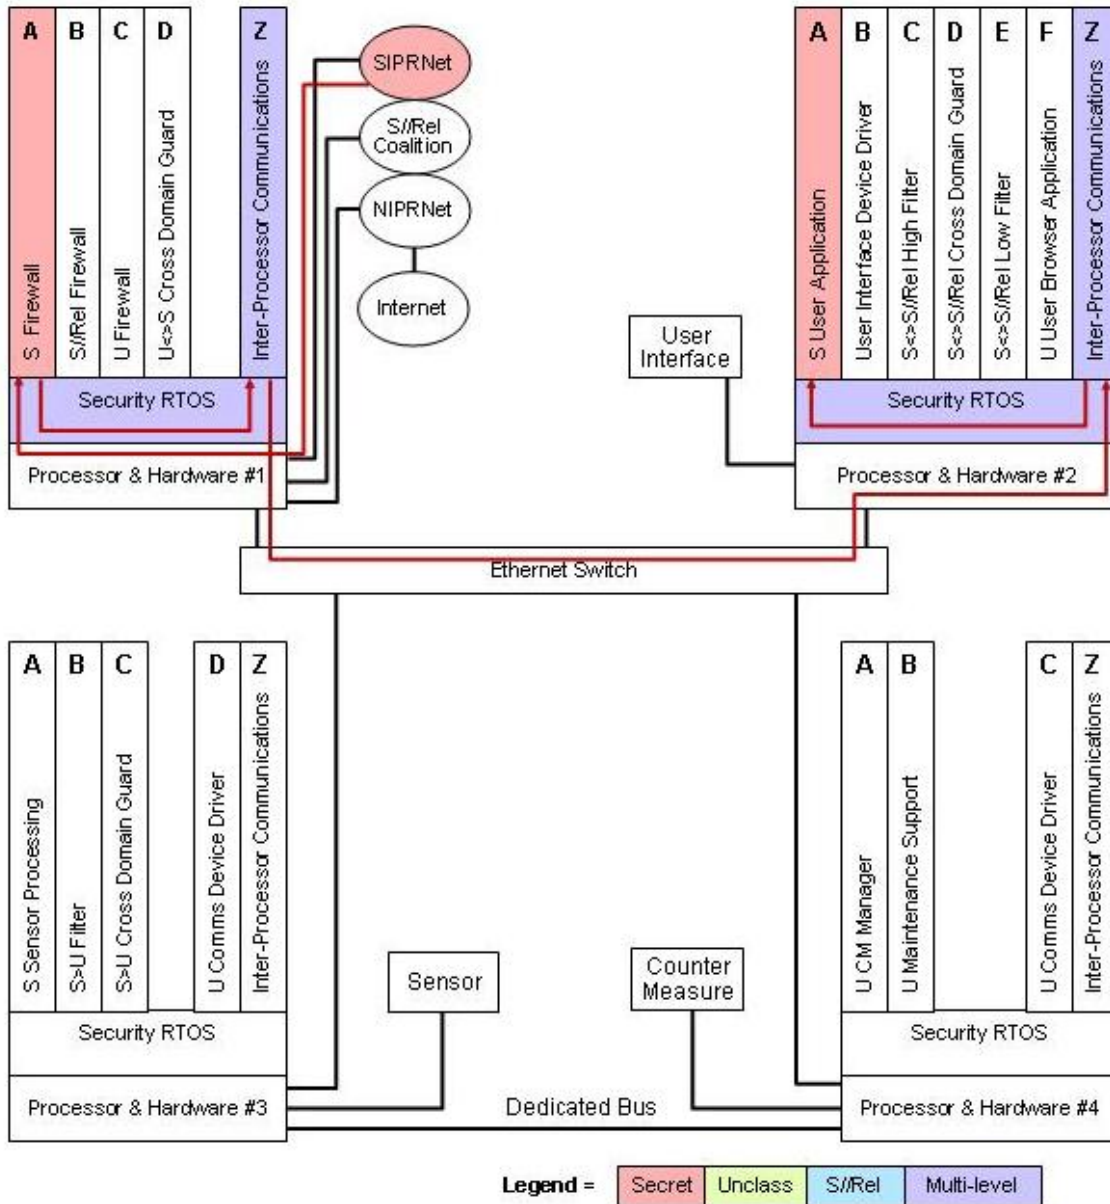 A
B
C
D
Z
S Firewall
S//Rel Firewall
U Firewall
U<>S Cross Domain Guard
Inter-Processor Communications
Security RTOS
Processor & Hardware #1
SIPRNet
S//Rel
Coalition
NIPRNet
Internet
User
Interface
A
B
C
D
E
F
Z
S User Application
User Interface Device Driver
S<>S//Rel High Filter
S<>S//Rel Cross Domain Guard
S<>S//Rel Low Filter
U User Browser Application
Inter-Processor Communications
Security RTOS
Processor & Hardware #2
Ethernet Switch
A
B
C
D
Z
S Sensor Processing
S>U Filter
S>U Cross Domain Guard
U Comms Device Driver
Inter-Processor Communications
Security RTOS
Processor & Hardware #3
Sensor
Counter
Measure
Dedicated Bus
A
B
C
Z
U CM Manager
U Maintenance Support
U Comms Device Driver
Inter-Processor Communications
Security RTOS
Processor & Hardware #4
Legend = Secret Unclass S//Rel Multi-level